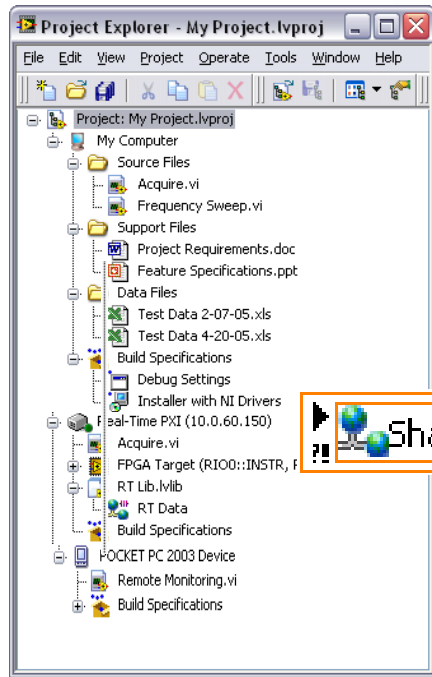 Project Explorer - My Project.lvproj
File Edit View Project Operate Tools Window Help
Project: My Project.lvproj
My Computer
Source Files
Acquire.vi
Frequency Sweep.vi
Support Files
Project Requirements.doc
Feature Specifications.ppt
Data Files
Test Data 2-07-05.xls
Test Data 4-20-05.xls
Build Specifications
Debug Settings
Installer with NI Drivers
eal-Time PXI (10.0.60.150)
?!
Sha
Acquire.vi
FPGA Target (RIO0::INSTR,
RT Lib.lvlib
RT Data
Build Specifications
POCKET PC 2003 Device
Remote Monitoring.vi
Build Specifications